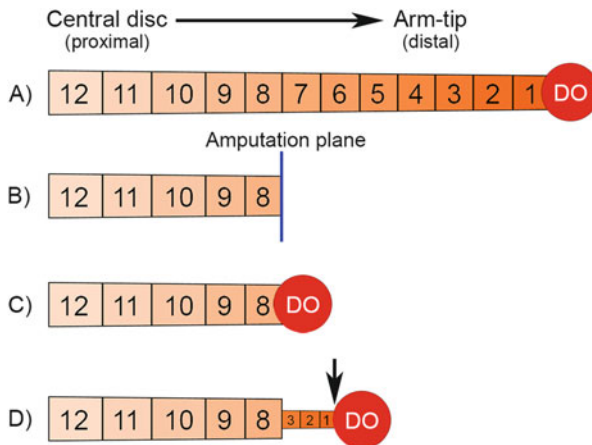 Central disc Arm-tip
(proximal) (distal)
A) 12 11 10 9 8 7 6 5 4 3 2 1 DO
Amputation plane
B) 12 11 10 9 8
C) 12 11 10 9 8 DO
D) 12 11 10 9 8 3 2 1 DO